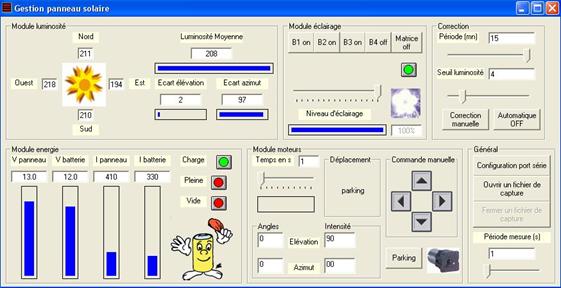 Gestion panneau solaire
Module luminosité
Nord
211
Ouest
218
194
Est
210
Sud
Luminosité Moyenne
208
Ecart élévation
Ecart azimut
2
97
Module éclairage
B1 on
B2 on
B3 on
B4 off
Matrice off
Niveau d'éclairage
100%
Correction
Période (mn)
15
Seuil luminosité
4
Correction manuelle
Automatique OFF
Module energie
V panneau
V batterie
I panneau
I batterie
13.0
12.0
410
330
Charge
Pleine
Vide
Module moteurs
Temps en s
1
Déplacement
parking
Commande manuelle
Angles
Intensité
0
Elévation
90
0
Azimut
00
Parking
Général
Configuration port série
Ouvrir un fichier de capture
Fermer un fichier de capture
Période mesure (s)
1